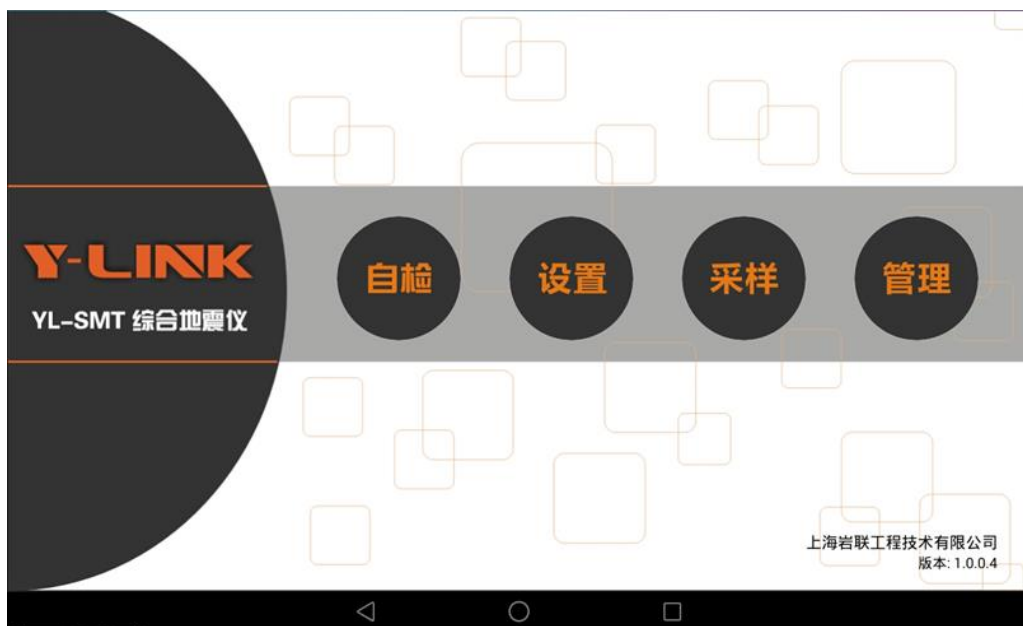 Y-LINK
YL-SMT 综合地震仪
自检
设置
采样
管理
上海岩联工程技术有限公司
版本: 1.0.0.4